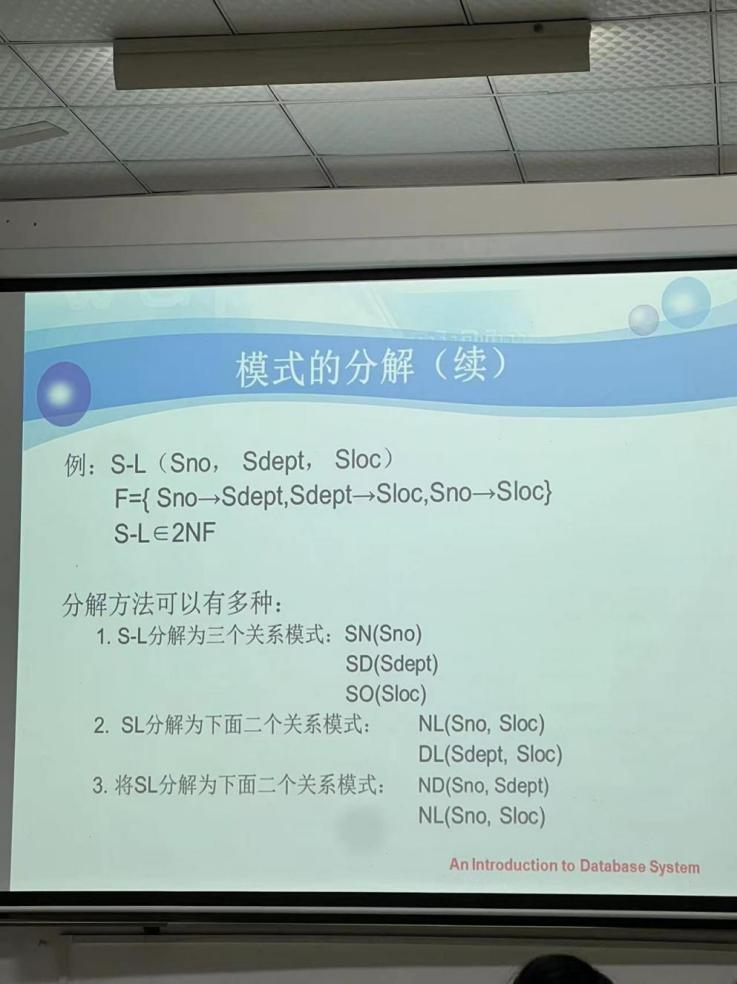 模式的分解（续）
例：S-L（Sno， Sdept， Sloc）
F={ Sno→Sdept,Sdept→Sloc,Sno→Sloc}
S-L∈2NF
分解方法可以有多种：
1. S-L分解为三个关系模式：SN(Sno)
SD(Sdept)
SO(Sloc)
2. SL分解为下面二个关系模式： NL(Sno, Sloc)
DL(Sdept, Sloc)
3. 将SL分解为下面二个关系模式： ND(Sno, Sdept)
NL(Sno, Sloc)
An Introduction to Database System